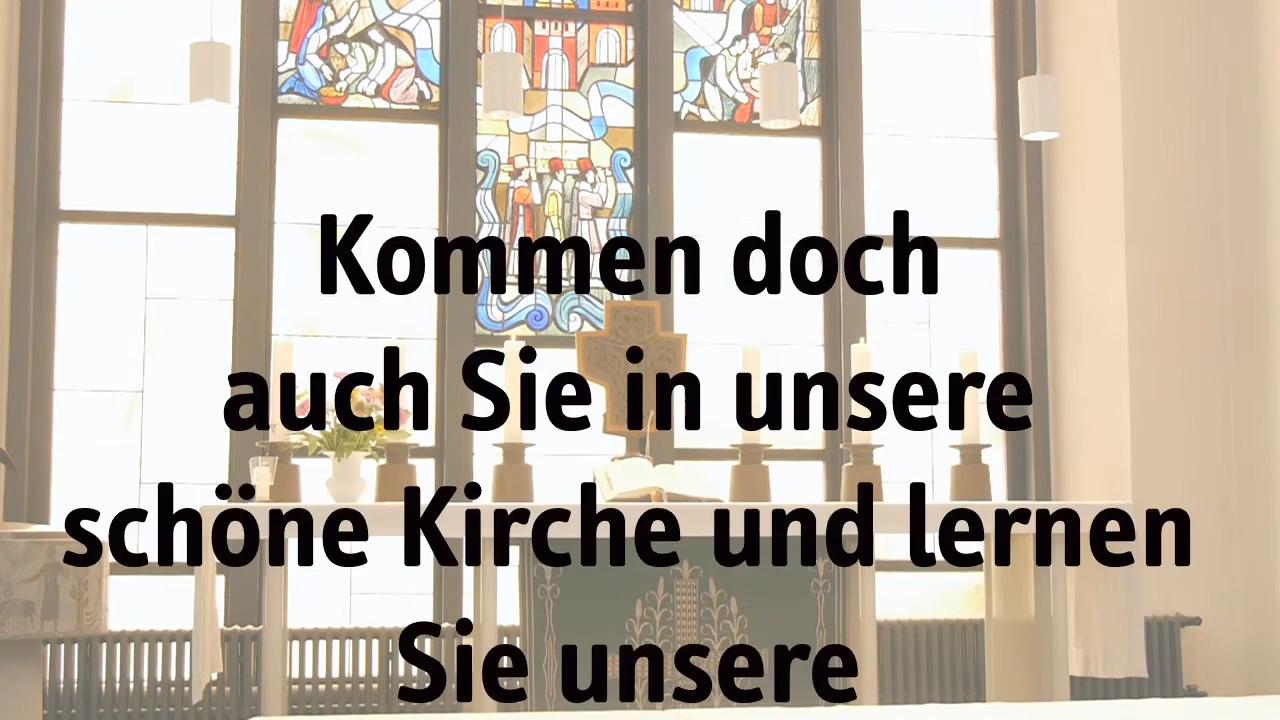 Kommen doch
auch Sie in unsere
schöne Kirche und lernen
Sie unsere